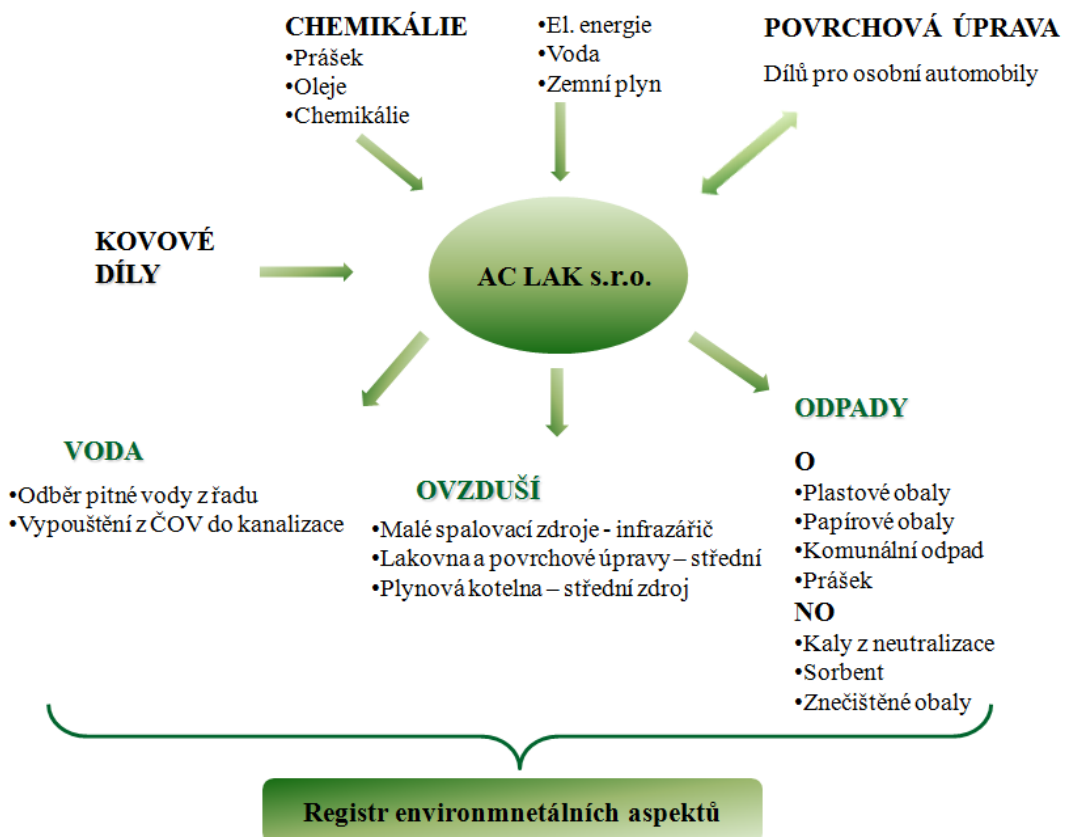 CHEMIKÁLIE
•Prášek
•Oleje
•Chemikálie
•El. energie
•Voda
•Zemní plyn
POVRCHOVÁ ÚPRAVA
Dílů pro osobní automobily
KOVOVÉ
DÍLY
AC LAK s.r.o.
VODA
•Odběr pitné vody z řadu
•Vypouštění z ČOV do kanalizace
OVZDUŠÍ
•Malé spalovací zdroje - infrazářič
•Lakovna a povrchové úpravy – střední
•Plynová kotelna – střední zdroj
ODPADY
O
•Plastové obaly
•Papírové obaly
•Komunální odpad
•Prášek
NO
•Kaly z neutralizace
•Sorbent
•Znečištěné obaly
Registr environmnetálních aspektů